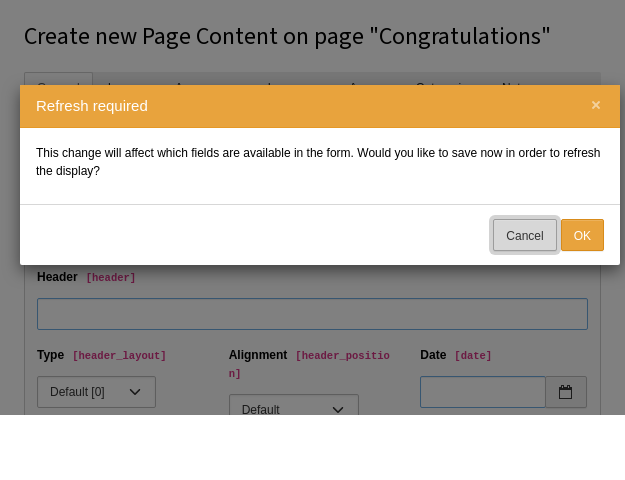 Create new Page Content on page "Congratulations"
Refresh required ×
This change will affect which fields are available in the form. Would you like to save now in order to refresh
the display?
Cancel OK
Header [header]
Type [header_layout] Alignment [header_positio
n] Date [date]
Default [0]
Default